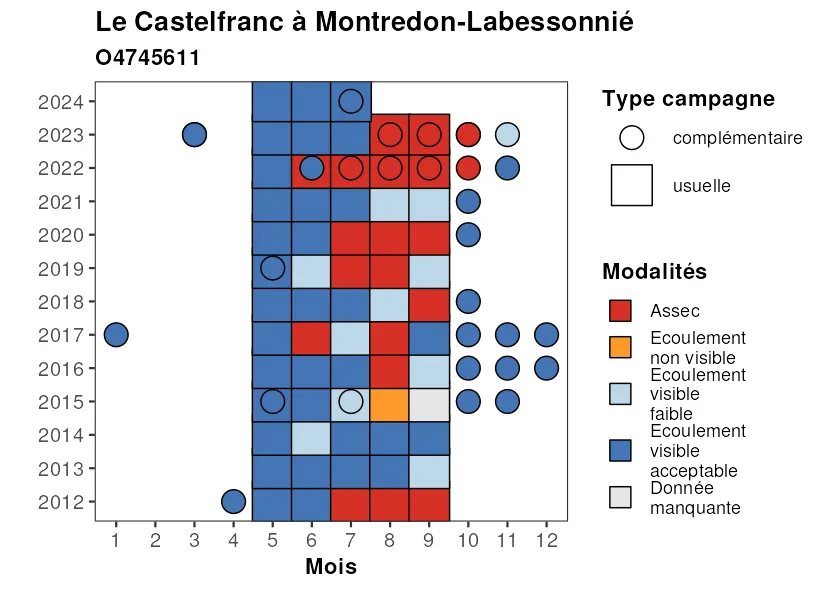 Le Castelfranc à Montredon-Labessonnié
O4745611
2024
2023
2022
2021
2020
2019
2018
2017
2016
2015
2014
2013
2012
1 2 3 4 5 6 7 8 9 10 11 12
Mois
Type campagne
complémentaire
usuelle
Modalités
Assec
Ecoulement
non visible
Ecoulement
visible
faible
Ecoulement
visible
acceptable
Donnée
manquante